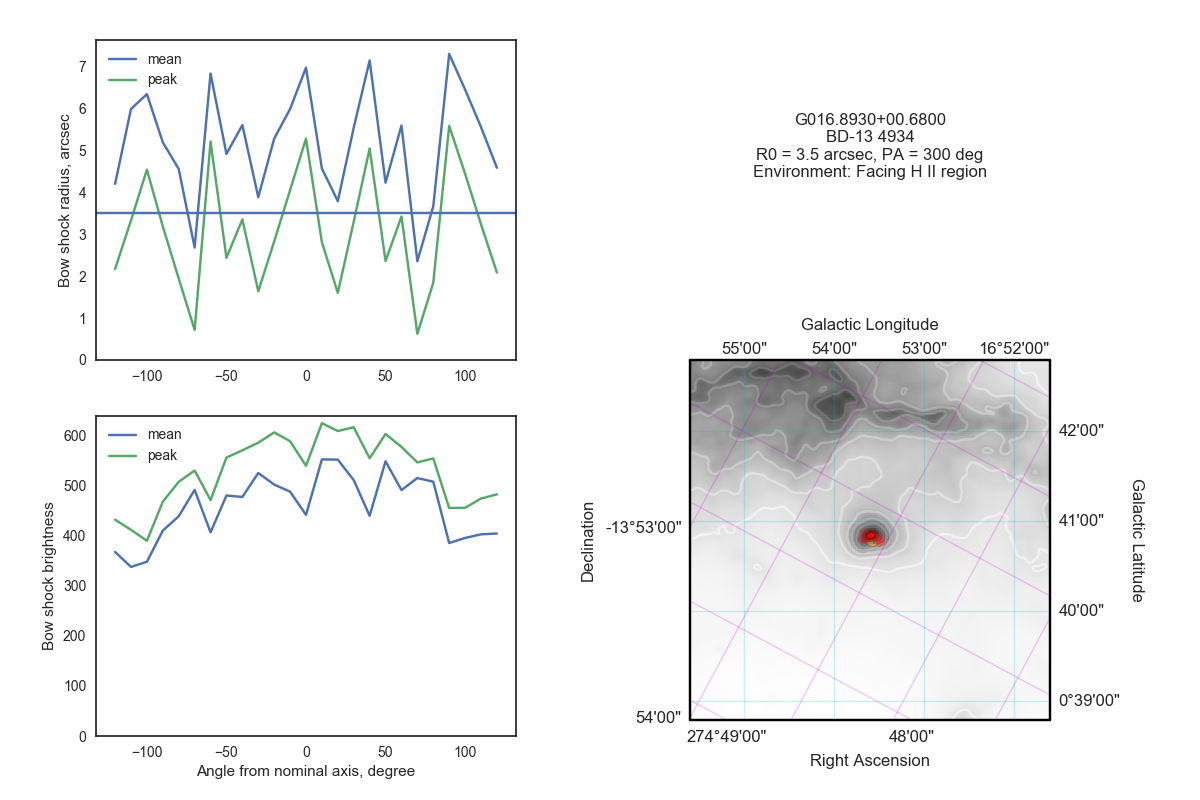 mean
peak
7
6
5
4
3
2
1
0
Bow shock radius, arcsec
−100
−50
0
50
100
mean
peak
600
500
400
300
200
100
0
Bow shock brightness
−100
−50
0
50
100
Angle from nominal axis, degree
G016.8930+00.6800
BD-13 4934
R0 = 3.5 arcsec, PA = 300 deg
Environment: Facing H II region
Galactic Longitude
55'00" 54'00" 53'00" 16°52'00"
42'00"
41'00"
40'00"
0°39'00"
Galactic Latitude
-13°53'00"
54'00"
Declination
274°49'00" 48'00"
Right Ascension